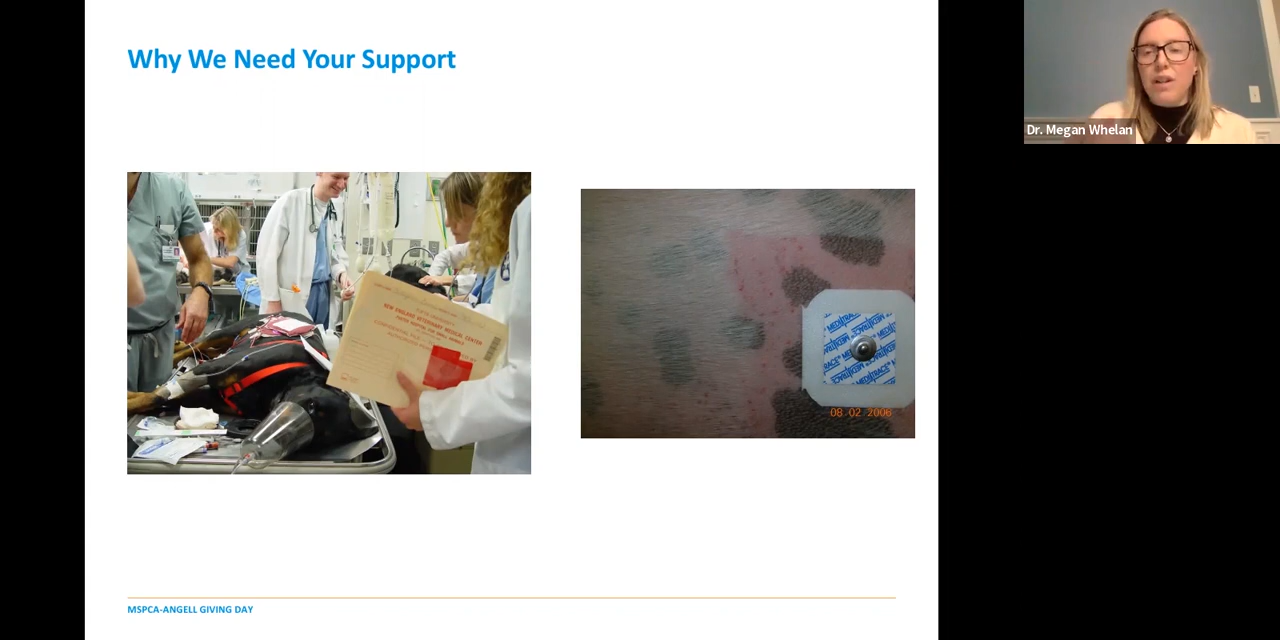 Why We Need Your Support
Dr. Megan Whelan
NEW ENGLAND VETERINARY MEDICAL CENTER
MEDITRACE
08 02 2006
MSPCA-ANGELL GIVING DAY